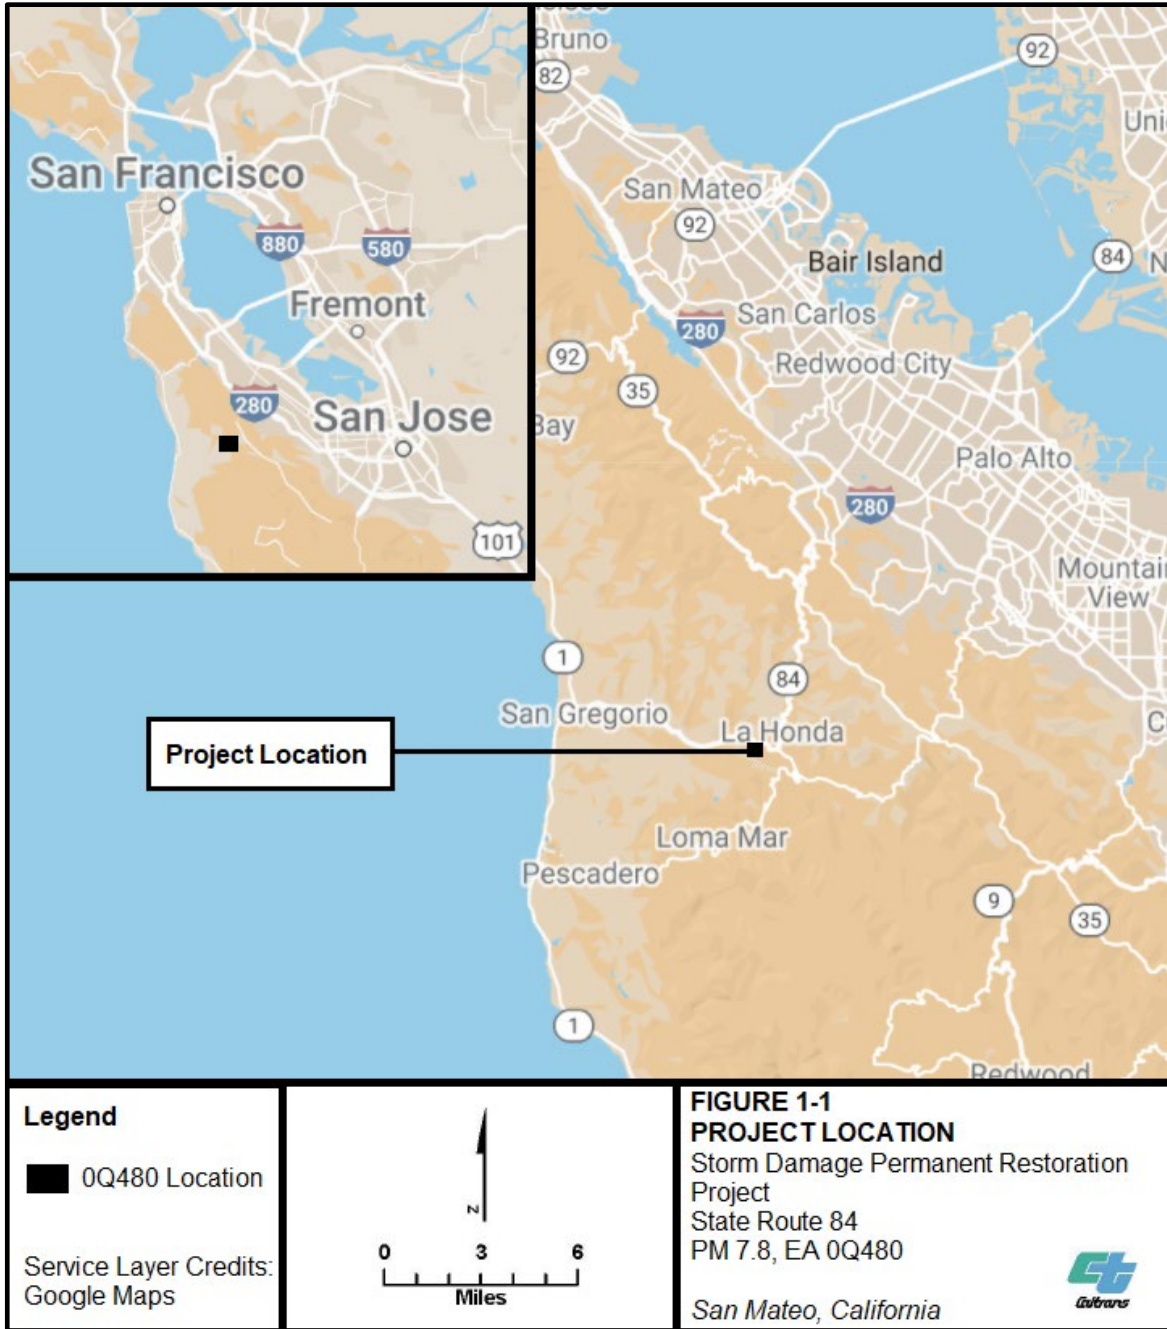 San Francisco
880
580
Fremont
280
San Jose
101
Bruno
82
92
San Mateo
92
Bair Island
84
San Carlos
280
92
Redwood City
35
Bay
Palo Alto
280
Mountain
View
1
84
San Gregorio
La Honda
Project Location
Loma Mar
Pescadero
9
35
1
Redwood
Legend
0Q480 Location
Service Layer Credits:
Google Maps
N
0 3 6
Miles
FIGURE 1-1
PROJECT LOCATION
Storm Damage Permanent Restoration
Project
State Route 84
PM 7.8, EA 0Q480
San Mateo, California
ct
Caltrans